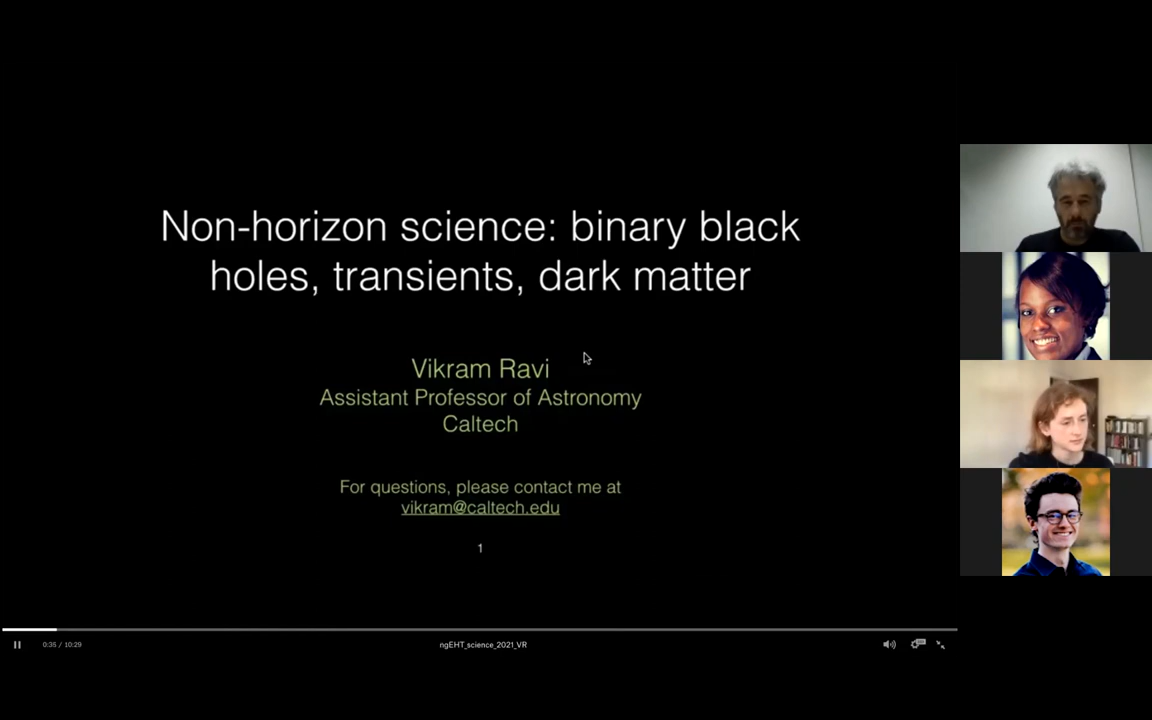 Non-horizon science: binary black
holes, transients, dark matter
Vikram Ravi
Assistant Professor of Astronomy
Caltech
For questions, please contact me at
vikram@caltech.edu
1
0:35 / 10:29
ngEHT_science_2021_VR